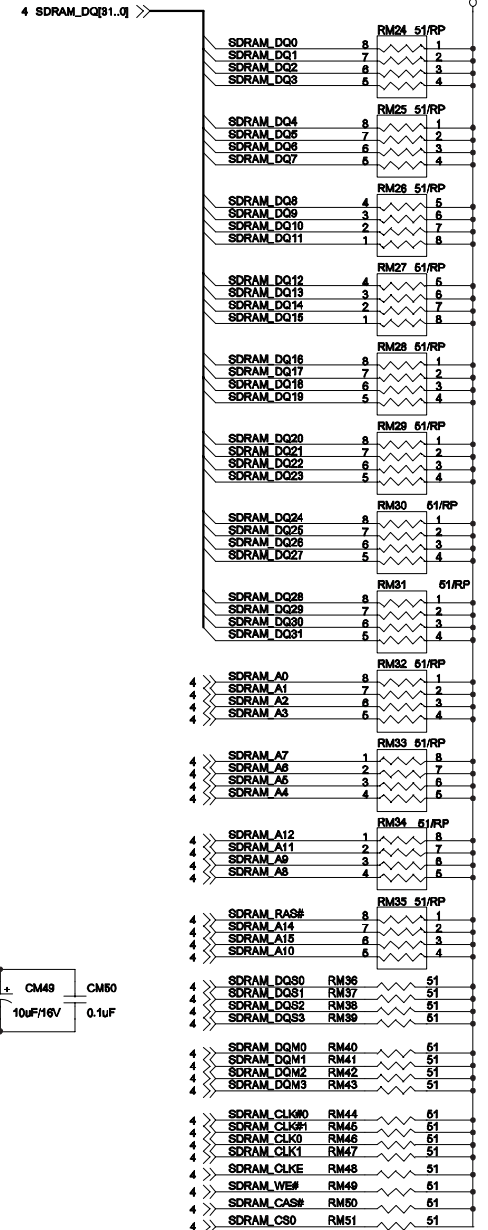 4 SDRAM_DQ[31..0]
RM24 51/RP
SDRAM_DQ0 8 1
SDRAM_DQ1 7 2
SDRAM_DQ2 6 3
SDRAM_DQ3 5 4
RM25 51/RP
SDRAM_DQ4 8 1
SDRAM_DQ5 7 2
SDRAM_DQ6 6 3
SDRAM_DQ7 5 4
RM26 51/RP
SDRAM_DQ8 4 5
SDRAM_DQ9 3 6
SDRAM_DQ10 2 7
SDRAM_DQ11 1 8
RM27 51/RP
SDRAM_DQ12 4 5
SDRAM_DQ13 3 6
SDRAM_DQ14 2 7
SDRAM_DQ15 1 8
RM28 51/RP
SDRAM_DQ16 8 1
SDRAM_DQ17 7 2
SDRAM_DQ18 6 3
SDRAM_DQ19 5 4
RM29 51/RP
SDRAM_DQ20 8 1
SDRAM_DQ21 7 2
SDRAM_DQ22 6 3
SDRAM_DQ23 5 4
RM30 51/RP
SDRAM_DQ24 8 1
SDRAM_DQ25 7 2
SDRAM_DQ26 6 3
SDRAM_DQ27 5 4
RM31 51/RP
SDRAM_DQ28 8 1
SDRAM_DQ29 7 2
SDRAM_DQ30 6 3
SDRAM_DQ31 5 4
RM32 51/RP
4 SDRAM_A0 8 1
4 SDRAM_A1 7 2
4 SDRAM_A2 6 3
4 SDRAM_A3 5 4
RM33 51/RP
4 SDRAM_A7 1 8
4 SDRAM_A6 2 7
4 SDRAM_A5 3 6
4 SDRAM_A4 4 5
RM34 51/RP
4 SDRAM_A12 1 8
4 SDRAM_A11 2 7
4 SDRAM_A9 3 6
4 SDRAM_A8 4 5
RM35 51/RP
4 SDRAM_RAS# 8 1
4 SDRAM_A14 7 2
4 SDRAM_A15 6 3
4 SDRAM_A10 5 4
+ CM49 CM50
10uF/16V 0.1uF
4 SDRAM_DQS0 RM36 51
4 SDRAM_DQS1 RM37 51
4 SDRAM_DQS2 RM38 51
4 SDRAM_DQS3 RM39 51
4 SDRAM_DQM0 RM40 51
4 SDRAM_DQM1 RM41 51
4 SDRAM_DQM2 RM42 51
4 SDRAM_DQM3 RM43 51
4 SDRAM_CLK#0 RM44 51
4 SDRAM_CLK#1 RM45 51
4 SDRAM_CLK0 RM46 51
4 SDRAM_CLK1 RM47 51
4 SDRAM_CLKE RM48 51
4 SDRAM_WE# RM49 51
4 SDRAM_CAS# RM50 51
4 SDRAM_CS0 RM51 51